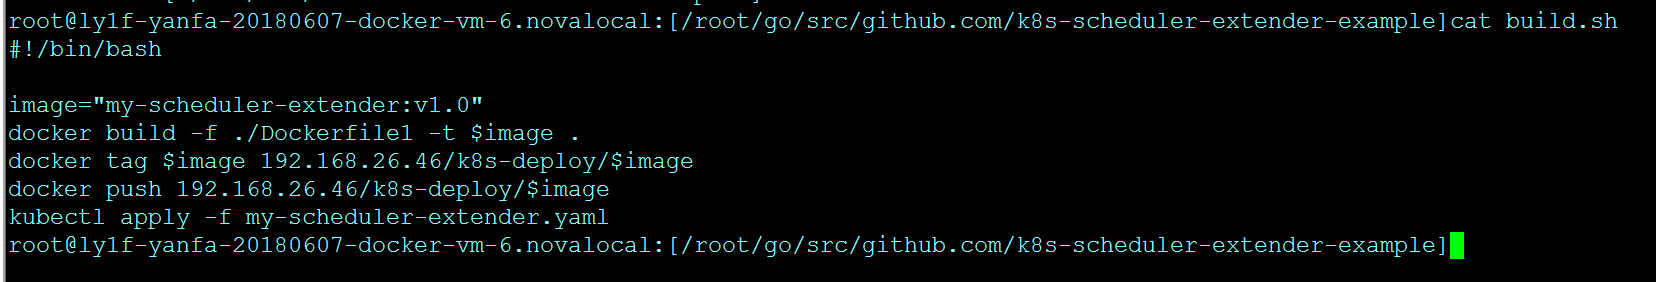 root@ly1f-yanfa-20180607-docker-vm-6.novalocal:[/root/go/src/github.com/k8s-scheduler-extender-example]cat build.sh
#!/bin/bash
image="my-scheduler-extender:v1.0"
docker build -f ./Dockerfile1 -t $image .
docker tag $image 192.168.26.46/k8s-deploy/$image
docker push 192.168.26.46/k8s-deploy/$image
kubectl apply -f my-scheduler-extender.yaml
root@ly1f-yanfa-20180607-docker-vm-6.novalocal:[/root/go/src/github.com/k8s-scheduler-extender-example]